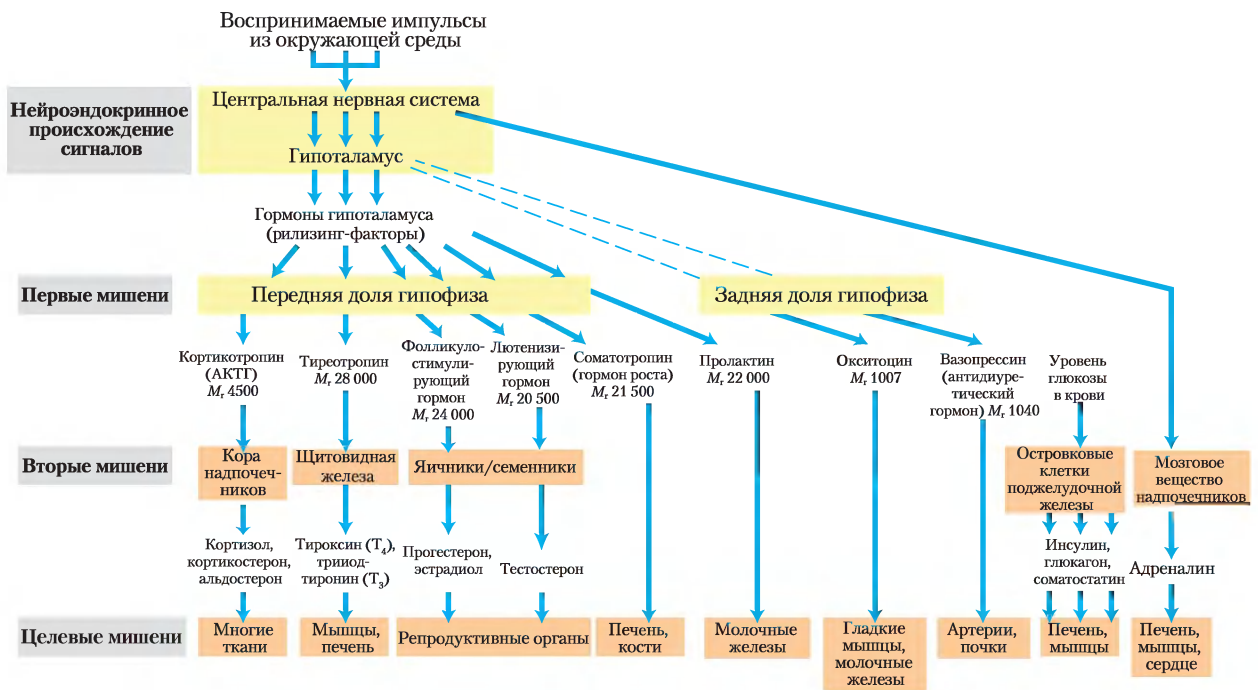 Воспринимаемые импульсы
из окружающей среды
Нейроэндокринное
происхождение
сигналов
Центральная нервная система
Гипоталамус
Гормоны гипоталамуса
(рилизинг-факторы)
Первые мишени
Передняя доля гипофиза
Задняя доля гипофиза
Кортикотропин
(АКТГ)
Mr 4500
Тиреотропин
Mr 28 000
Фолликуло-
стимули-
рующий
гормон
Mr 24 000
Лютенизи-
рующий
гормон
Mr 20 500
Соматотропин
(гормон роста)
Mr 21 500
Пролактин
Mr 22 000
Окситоцин
Mr 1007
Вазопрессин
(антидиуре-
тический
гормон) Mr 1040
Уровень
глюкозы
в крови
Вторые мишени
Кора
надпочеч-
ников
Щитовидная
железа
Яичники/семенники
Островковые
клетки
поджелудочной
железы
Мозговое
вещество
надпочечников
Кортизол,
кортикостерон,
альдостерон
Тироксин (T4),
трииод-
тиронин (T3)
Прогестерон,
эстрадиол
Тестостерон
Инсулин,
глюкагон,
соматостатин
Адреналин
Целевые мишени
Многие
ткани
Мышцы,
печень
Репродуктивные органы
Печень,
кости
Молочные
железы
Гладкие
мышцы,
молочные
железы
Артерии,
почки
Печень,
мышцы
Печень,
мышцы,
сердце